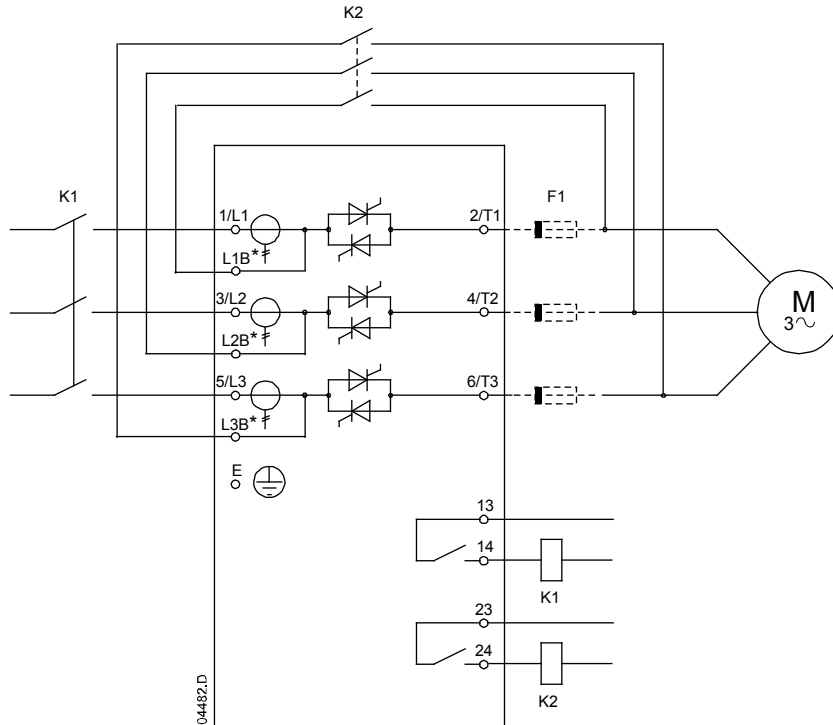 K2
K1
F1
1/L1
2/T1
L1B*
3/L2
4/T2
L2B*
M
3~
5/L3
6/T3
L3B*
E
13
14
K1
23
24
K2
04482.D